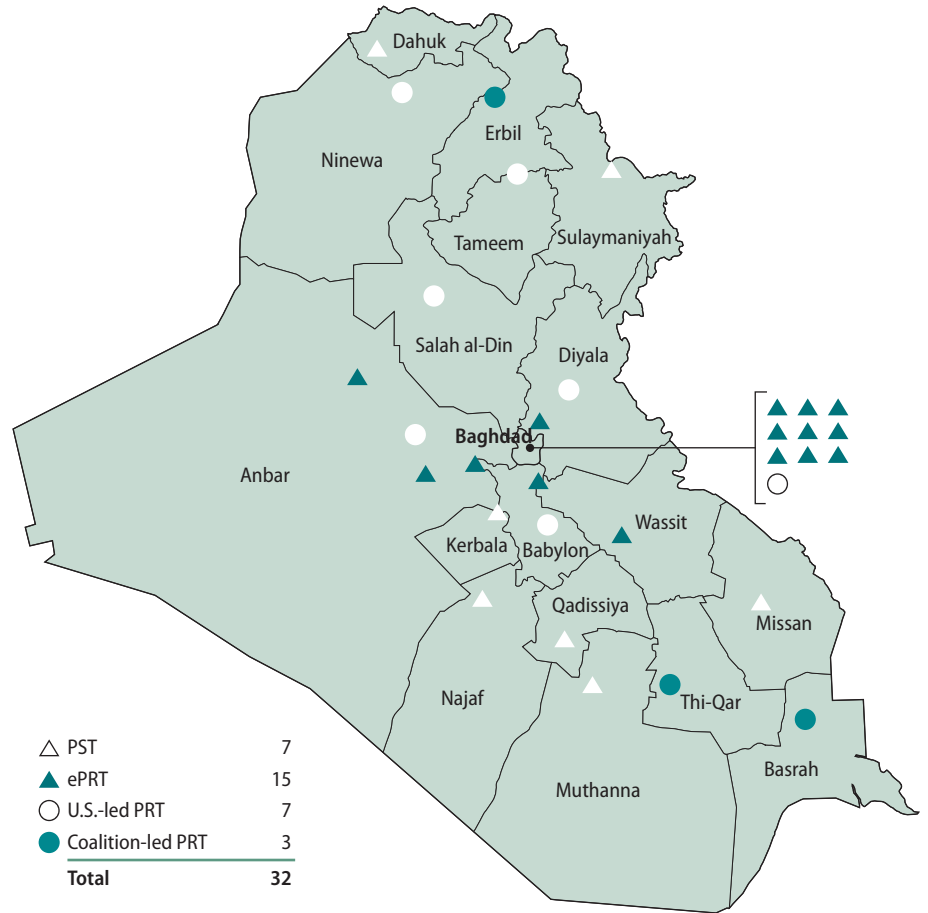 Dahuk
Erbil
Ninewa
Tameem
Sulaymaniyah
Salah al-Din
Diyala
Baghdad
Anbar
Wassit
Kerbala
Babylon
Qadissiya
Missan
Najaf
Thi-Qar
Basrah
Muthanna
PST 7
ePRT 15
U.S.-led PRT 7
Coalition-led PRT 3
Total 32